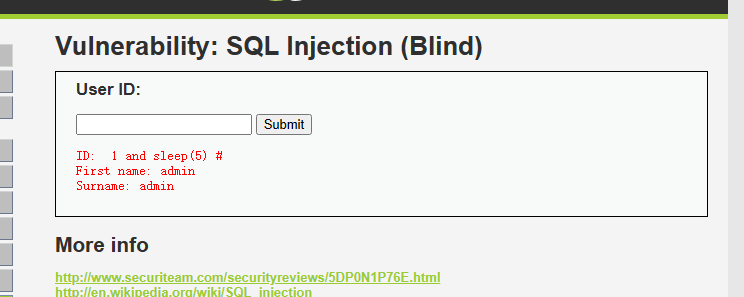 Vulnerability: SQL Injection (Blind)
User ID:
Submit
ID:  1 and sleep(5) #
First name: admin
Surname: admin
More info
http://www.securiteam.com/securityreviews/5DP0N1P76E.html
http://en.wikipedia.org/wiki/SQL_injection